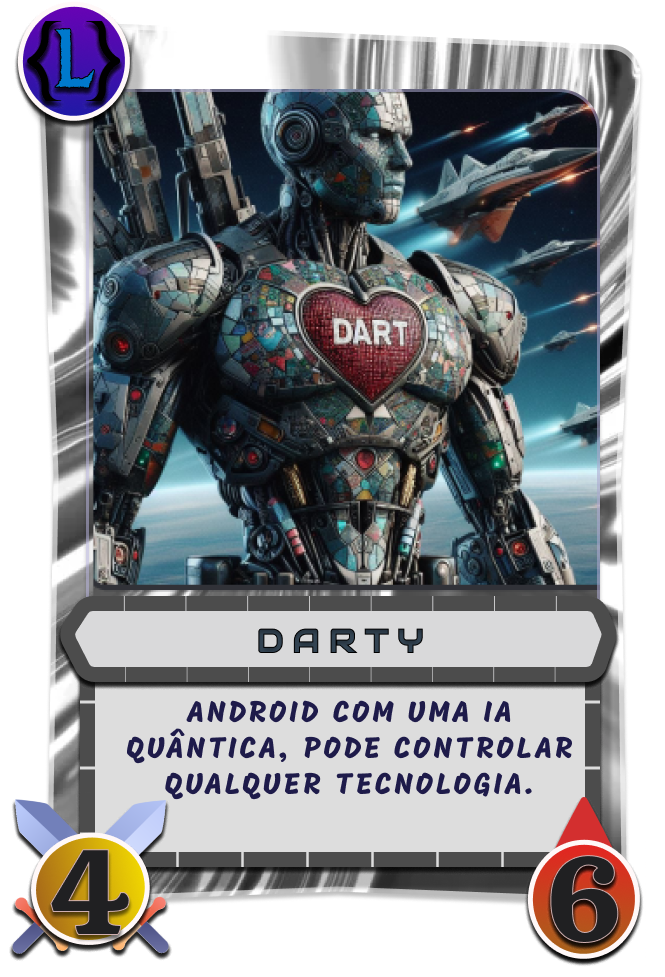 {L}
DART
DARTY
ANDROID COM UMA IA
QUÂNTICA, PODE CONTROLAR
QUALQUER TECNOLOGIA.
4
6